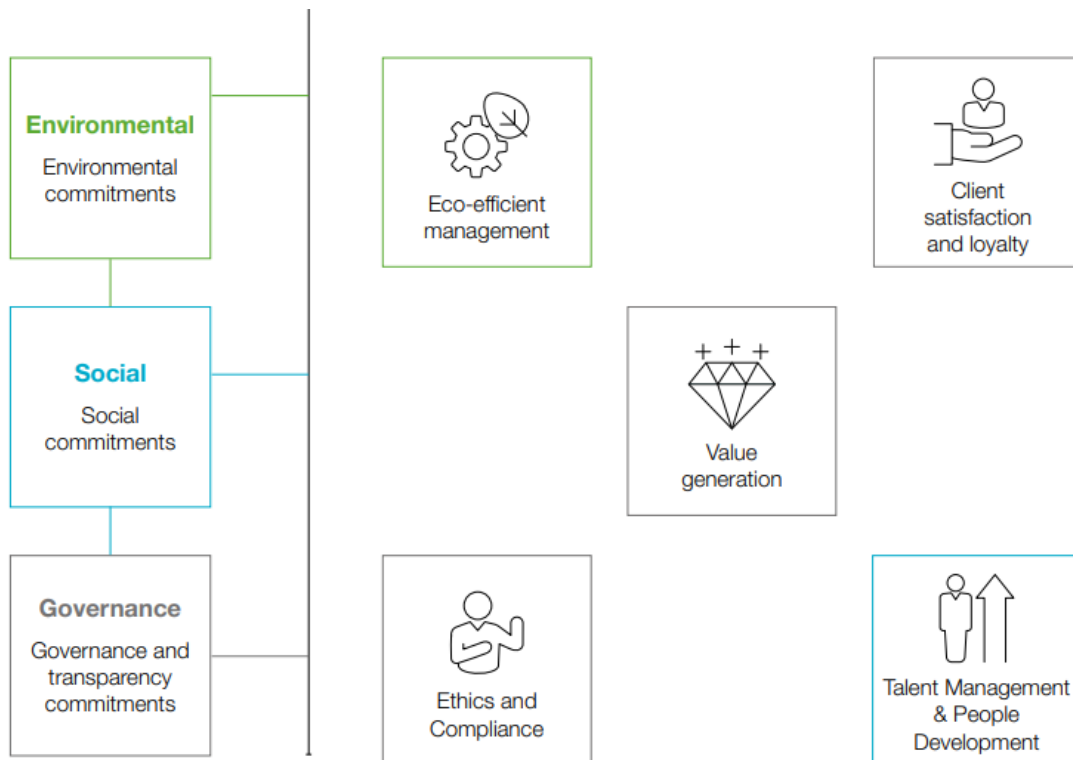 Environmental
Environmental
commitments
Social
Social
commitments
Governance
Governance and
transparency
commitments
Eco-efficient
management
Client
satisfaction
and loyalty
Value
generation
Ethics and
Compliance
Talent Management
& People
Development